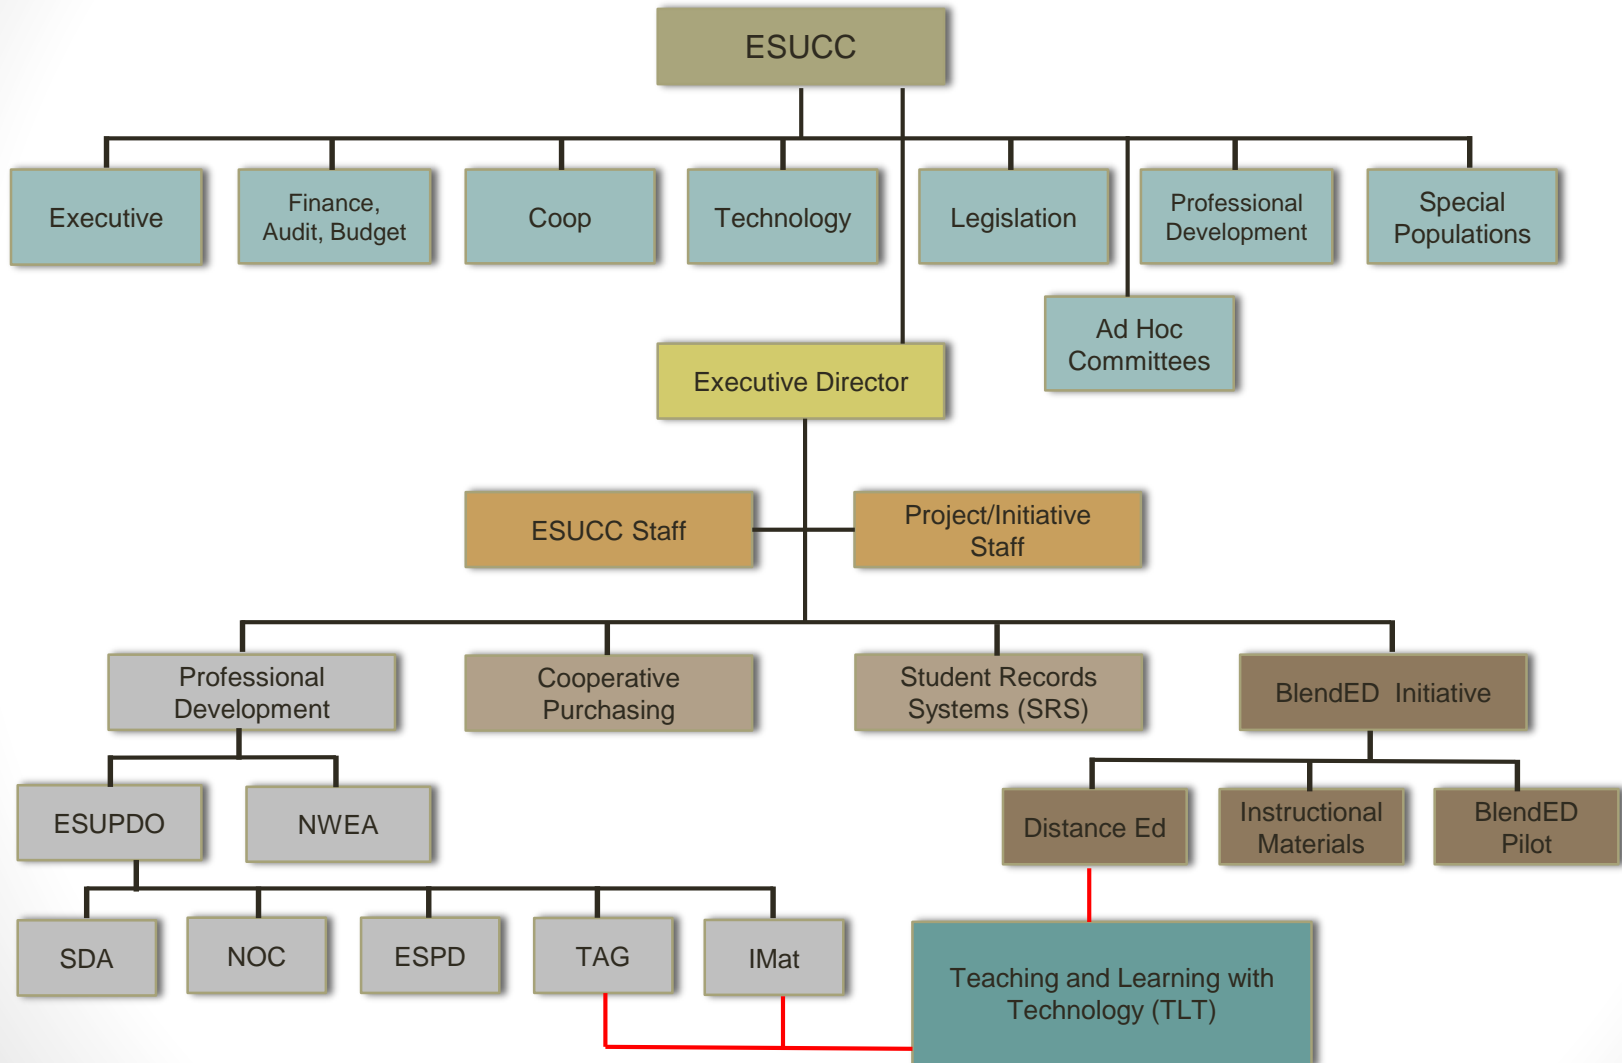 ESUCC
Executive
Finance,
Audit, Budget
Coop
Technology
Legislation
Professional
Development
Special
Populations
Ad Hoc
Committees
Executive Director
ESUCC Staff
Project/Initiative
Staff
Professional
Development
Cooperative
Purchasing
Student Records
Systems (SRS)
BlendED Initiative
ESUPDO
NWEA
Distance Ed
Instructional
Materials
BlendED
Pilot
SDA
NOC
ESPD
TAG
IMat
Teaching and Learning with
Technology (TLT)